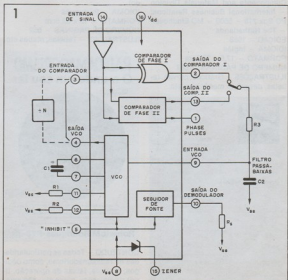 1
ENTRADA
DE SINAL
14
16
Vdd
COMPARADOR
DE FASE I
SAÍDA DO
COMPARADOR I
2
ENTRADA
DO COMPARADOR
3
SAÍDA DO
COMP. II
13
COMPARADOR
DE FASE II
1
PHASE
PULSES
÷ N
SAÍDA
VCO
4
R3
ENTRADA
VCO
9
FILTRO
PASSA-
BAIXAS
C1
6
7
VCO
C2
SAÍDA DO
DEMODULADOR
10
VSS
R1
11
VSS
R2
12
VSS
SEGUIDOR
DE
FONTE
"INHIBIT"
5
RS
VSS
VSS
8
15
ZENER